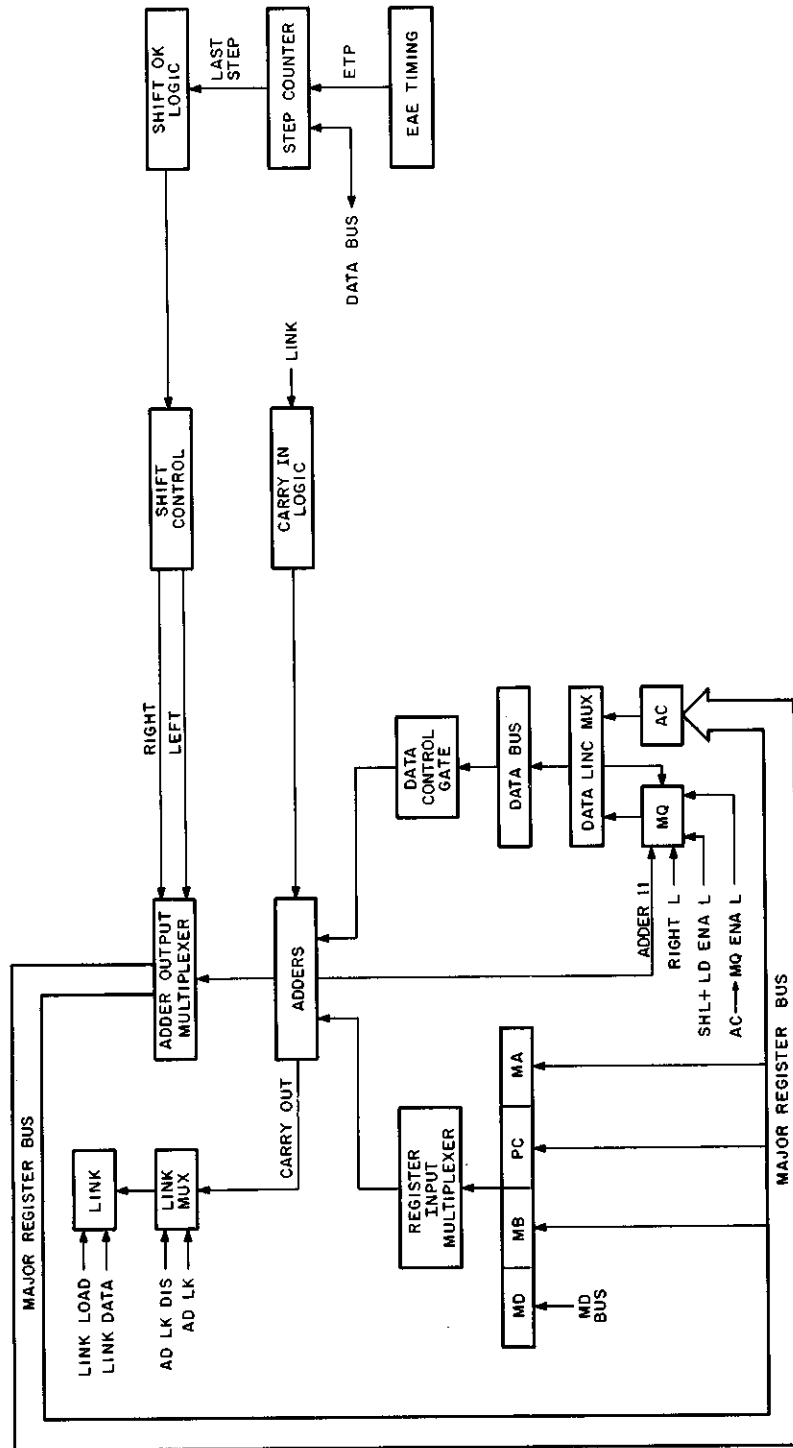 MAJOR REGISTER BUS
LINK LOAD
LINK DATA
LINK
AD LK DIS
AD LK
LINK
MUX
CARRY OUT
ADDER OUTPUT
MULTIPLEXER
RIGHT
LEFT
SHIFT
CONTROL
SHIFT OK
LOGIC
LAST
STEP
STEP COUNTER
DATA BUS
ETP
EAE TIMING
ADDERS
CARRY IN
LOGIC
LINK
REGISTER
INPUT
MULTIPLEXER
DATA
CONTROL
GATE
DATA BUS
DATA LINC MUX
MD
MB
PC
MA
MD
BUS
ADDER 11
MQ
AC
RIGHT L
SHL+ LD ENA L
AC→MQ ENA L
MAJOR REGISTER BUS